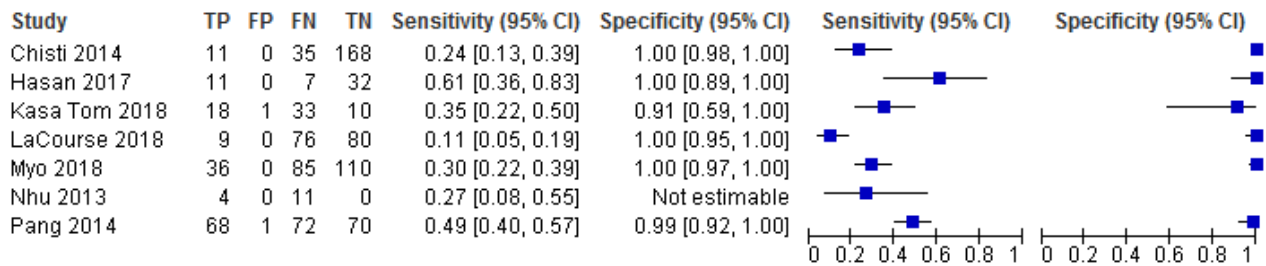 Study TP FP FN TN Sensitivity (95% CI) Specificity (95% CI) Sensitivity (95% CI) Specificity (95% CI)
Chisti 2014 11 0 35 168 0.24 [0.13, 0.39] 1.00 [0.98, 1.00]
Hasan 2017 11 0 7 32 0.61 [0.36, 0.83] 1.00 [0.89, 1.00]
Kasa Tom 2018 18 1 33 10 0.35 [0.22, 0.50] 0.91 [0.59, 1.00]
LaCourse 2018 9 0 76 80 0.11 [0.05, 0.19] 1.00 [0.95, 1.00]
Myo 2018 36 0 85 110 0.30 [0.22, 0.39] 1.00 [0.97, 1.00]
Nhu 2013 4 0 11 0 0.27 [0.08, 0.55] Not estimable
Pang 2014 68 1 72 70 0.49 [0.40, 0.57] 0.99 [0.92, 1.00]
0 0.2 0.4 0.6 0.8 1 0 0.2 0.4 0.6 0.8 1